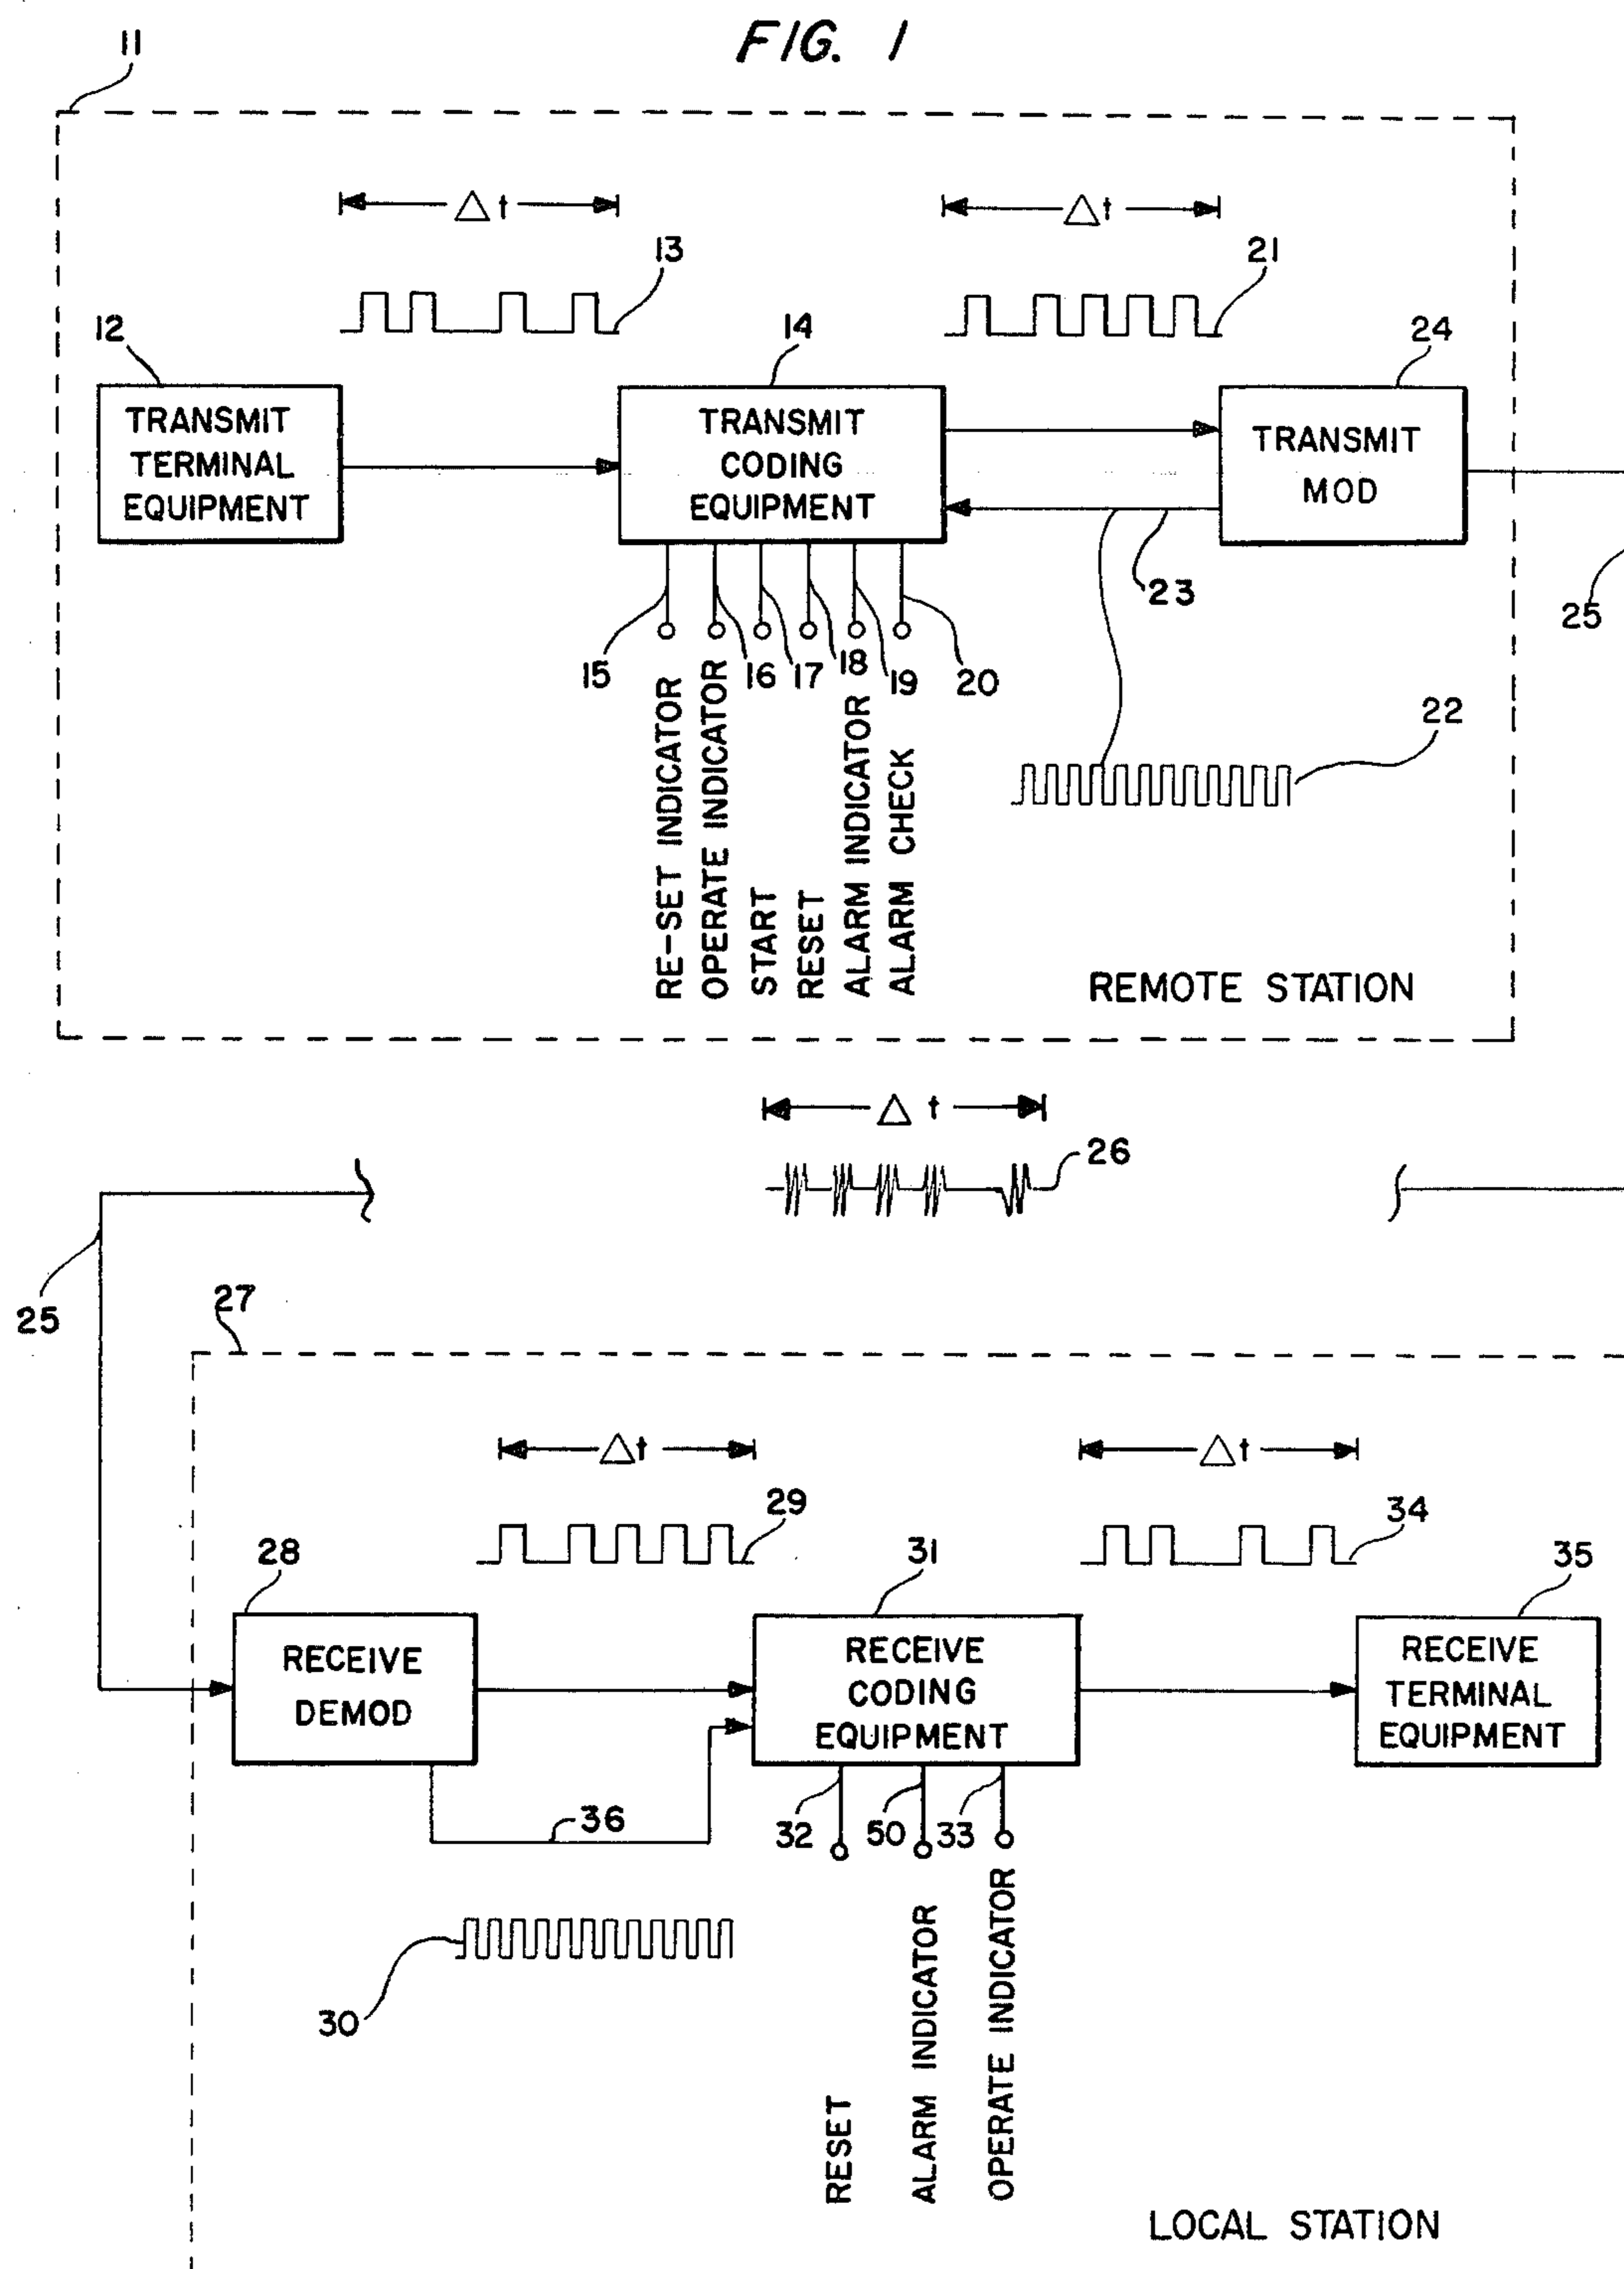 FIG. 1
11
Δt
Δt
13
21
12
14
24
TRANSMIT
TERMINAL
EQUIPMENT
TRANSMIT
CODING
EQUIPMENT
TRANSMIT
MOD
23
25
15
16
17
18
19
20
RE-SET INDICATOR
OPERATE INDICATOR
START
RESET
ALARM INDICATOR
ALARM CHECK
22
REMOTE STATION
Δ t
26
25
27
Δt
Δt
29
34
28
31
35
RECEIVE
DEMOD
RECEIVE
CODING
EQUIPMENT
RECEIVE
TERMINAL
EQUIPMENT
36
32
50
33
30
RESET
ALARM INDICATOR
OPERATE INDICATOR
LOCAL STATION